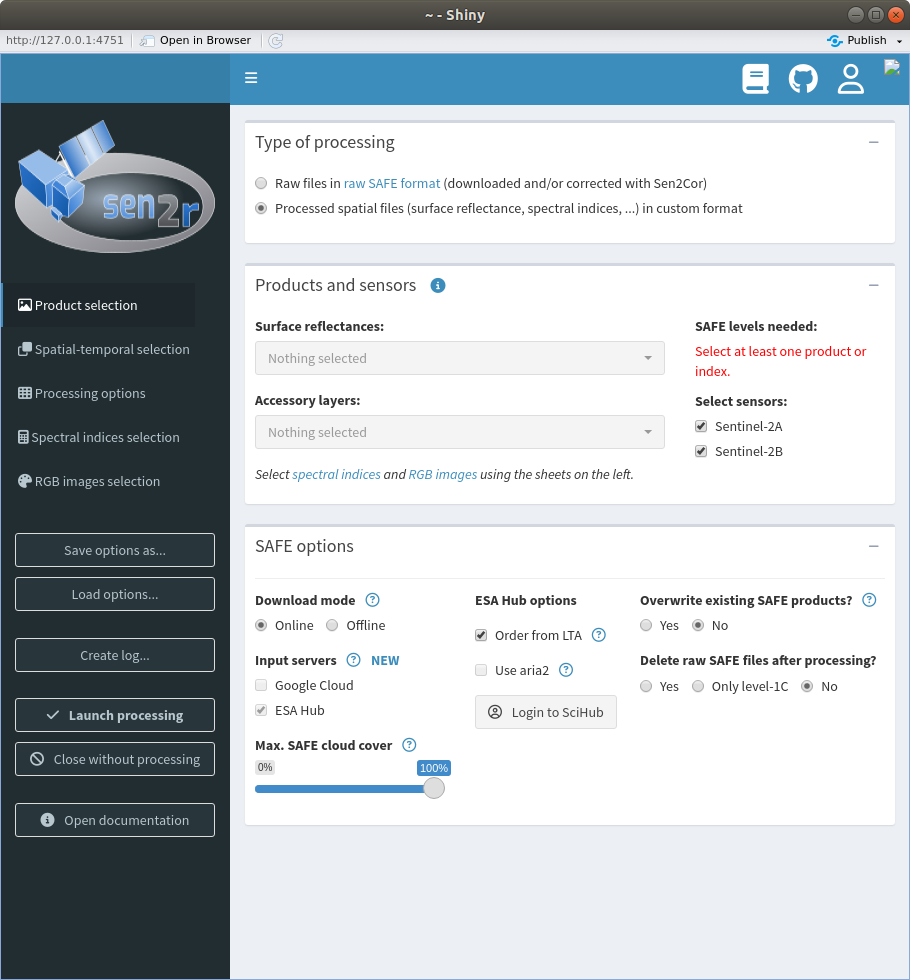 ~ - Shiny
http://127.0.0.1:4751 Open in Browser Publish
sen2r
Product selection
Spatial-temporal selection
Processing options
Spectral indices selection
RGB images selection
Save options as...
Load options...
Create log...
Launch processing
Close without processing
Open documentation
Type of processing
Raw files in raw SAFE format (downloaded and/or corrected with Sen2Cor)
Processed spatial files (surface reflectance, spectral indices, ...) in custom format
Products and sensors
Surface reflectances:
Nothing selected
Accessory layers:
Nothing selected
Select spectral indices and RGB images using the sheets on the left.
SAFE levels needed:
Select at least one product or
index.
Select sensors:
Sentinel-2A
Sentinel-2B
SAFE options
Download mode
Online Offline
Input servers NEW
Google Cloud
ESA Hub
Max. SAFE cloud cover
0% 100%
ESA Hub options
Order from LTA
Use aria2
Login to SciHub
Overwrite existing SAFE products?
Yes No
Delete raw SAFE files after processing?
Yes Only level-1C No